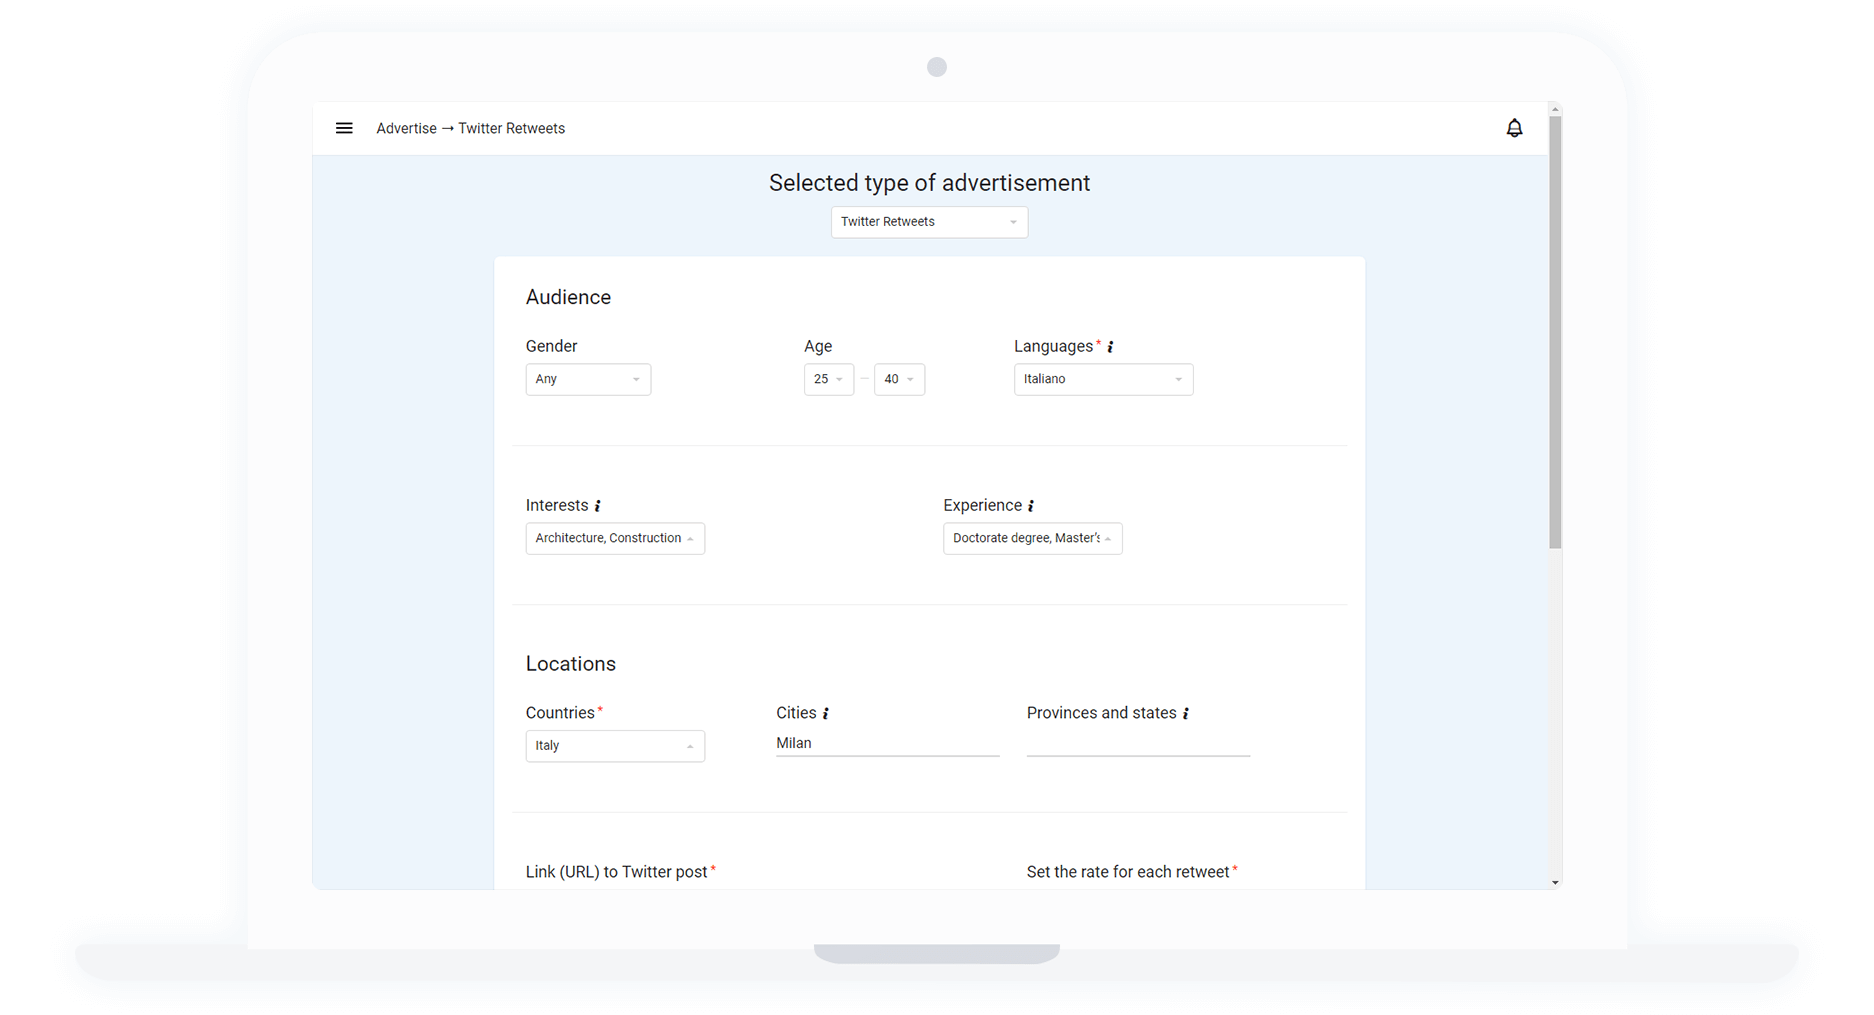 Advertise → Twitter Retweets
Selected type of advertisement
Twitter Retweets
Audience
Gender
Age
Languages*
Any
25
40
Italiano
Interests
Experience
Architecture, Construction
Doctorate degree, Master's
Locations
Countries*
Cities
Provinces and states
Italy
Milan
Link (URL) to Twitter post*
Set the rate for each retweet*